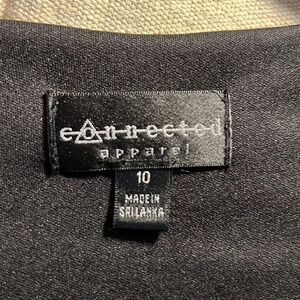 connected
apparel
10
MADE IN
SRI LANKA